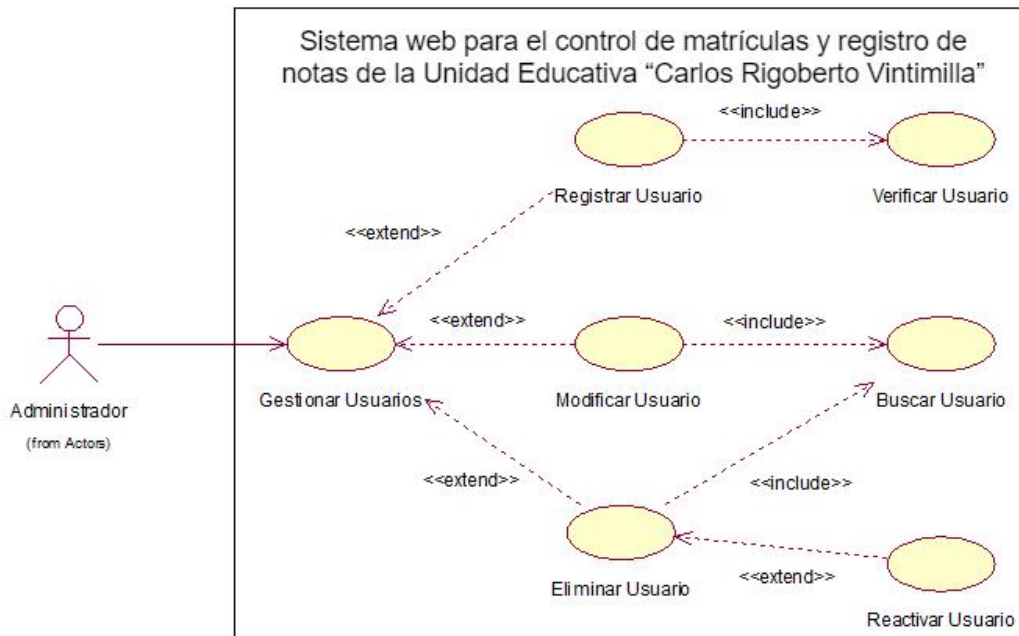 Sistema web para el control de matrículas y registro de
notas de la Unidad Educativa “Carlos Rigoberto Vintimilla”
<<include>>
Registrar Usuario
Verificar Usuario
<<extend>>
<<extend>>
<<include>>
Gestionar Usuarios
Modificar Usuario
Buscar Usuario
Administrador
(from Actors)
<<extend>>
<<include>>
<<extend>>
Eliminar Usuario
Reactivar Usuario